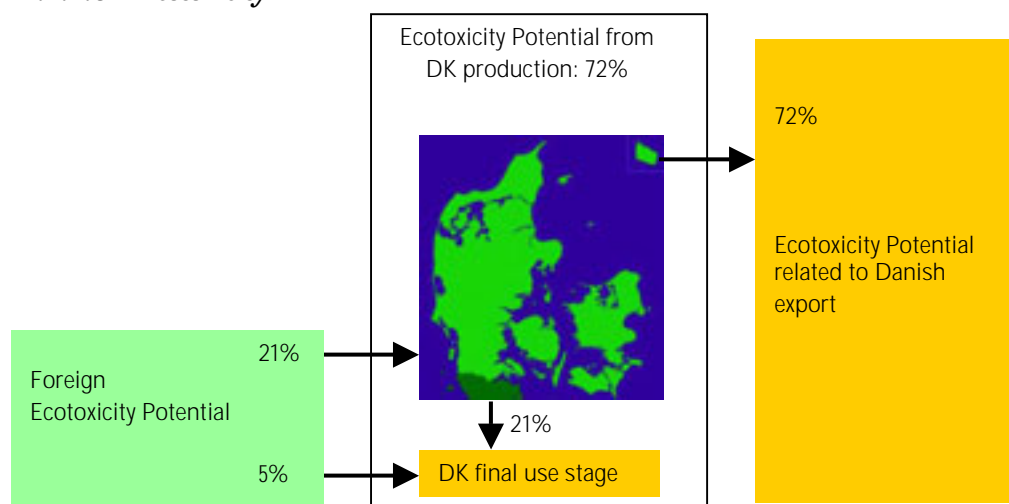 Ecotoxicity Potential from
DK production: 72%
72%
Ecotoxicity Potential
related to Danish
export
21%
Foreign
Ecotoxicity Potential
21%
5%
DK final use stage